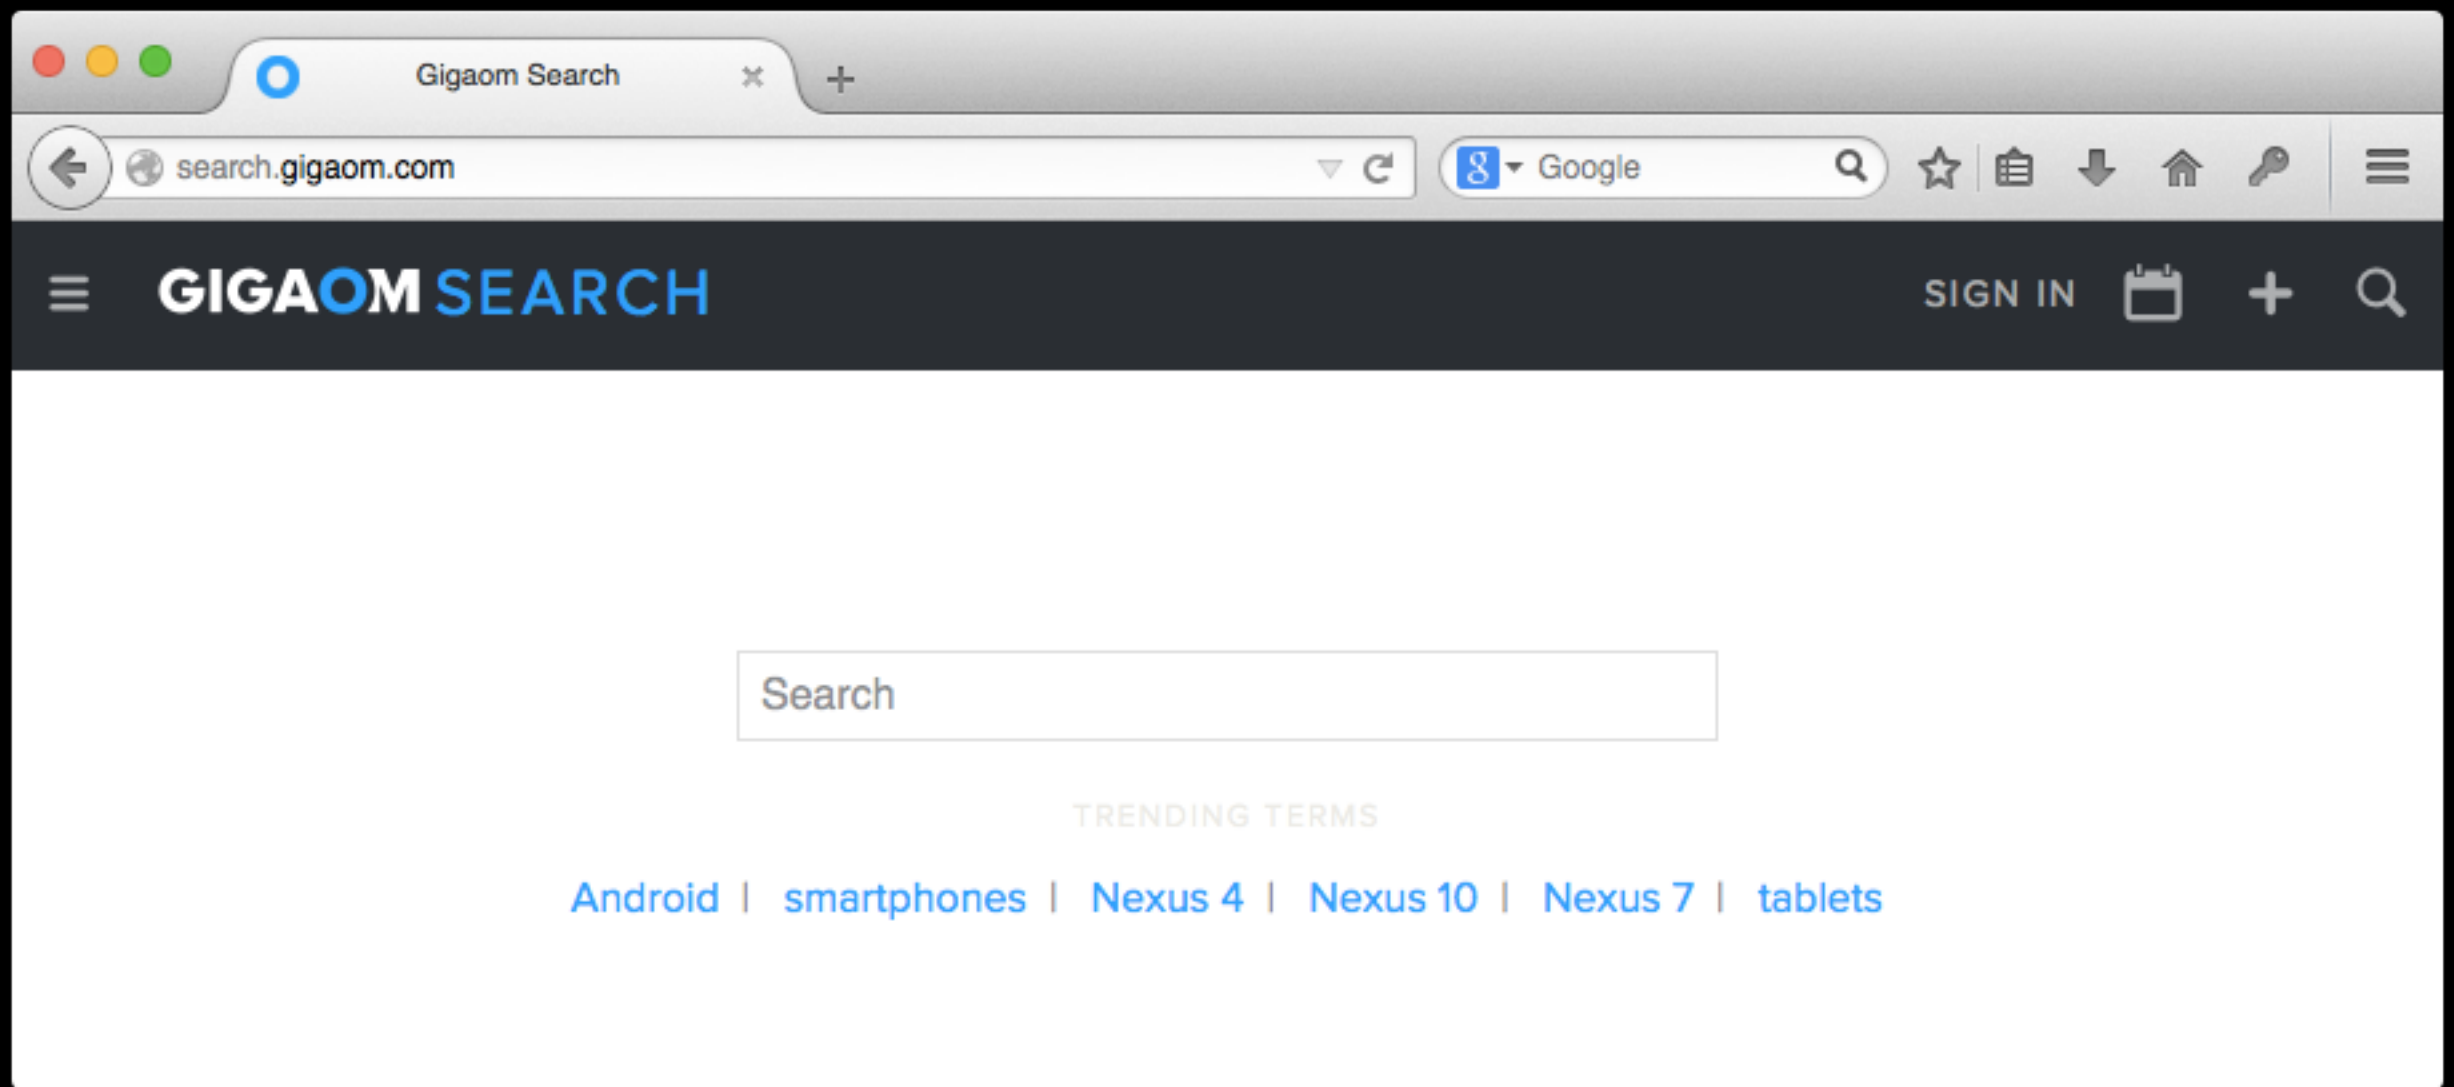 Gigaom Search
search.gigaom.com
8 Google
GIGAOM SEARCH
SIGN IN
Search
TRENDING TERMS
Android | smartphones | Nexus 4 | Nexus 10 | Nexus 7 | tablets